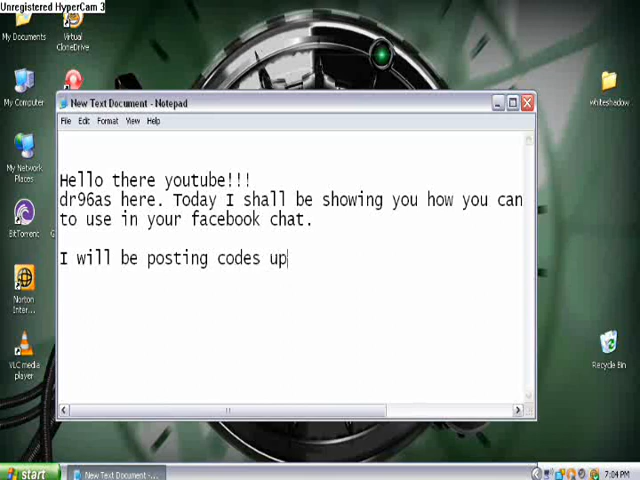 Unregistered HyperCam 3
My Documents
Virtual
CloneDrive
My Computer
New Text Document - Notepad
File Edit Format View Help
whiteshadow
My Network
Places
Hello there youtube!!!
dr96as here. Today I shall be showing you how you can
to use in your facebook chat.
I will be posting codes up
BitTorrent
G
Norton
Inter...
VLC media
player
Recycle Bin
start
New Text Document -...
7:04 PM